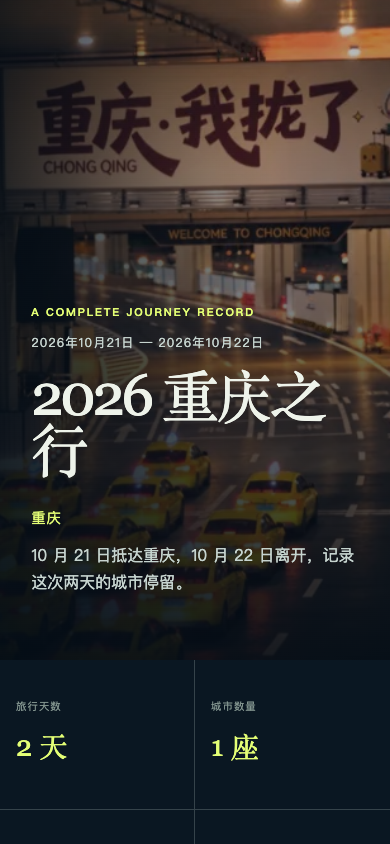 重庆·我拢了
CHONG QING
WELCOME TO CHONGQING
A COMPLETE JOURNEY RECORD
2026年10月21日 — 2026年10月22日
2026 重庆之
行
重庆
10 月 21 日抵达重庆，10 月 22 日离开，记录
这次两天的城市停留。
旅行天数
城市数量
2 天
1 座